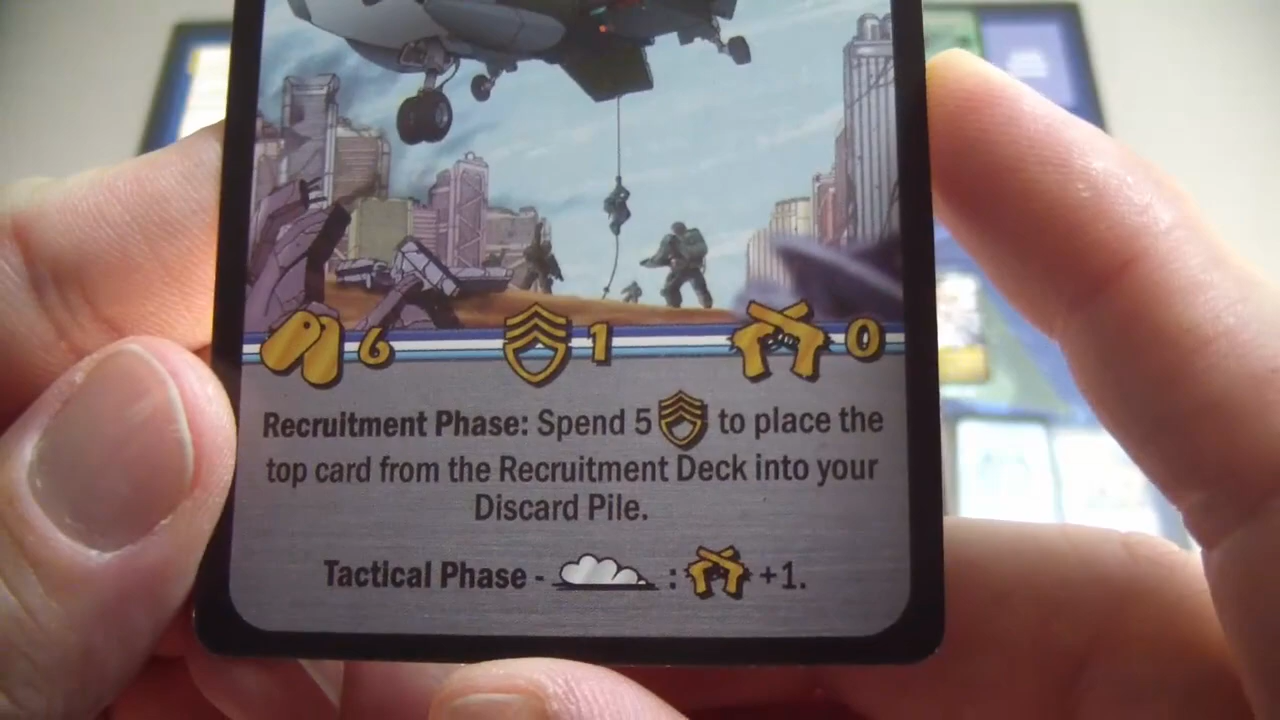 6 1 0
Recruitment Phase: Spend 5 to place the
top card from the Recruitment Deck into your
Discard Pile.
Tactical Phase - : +1.